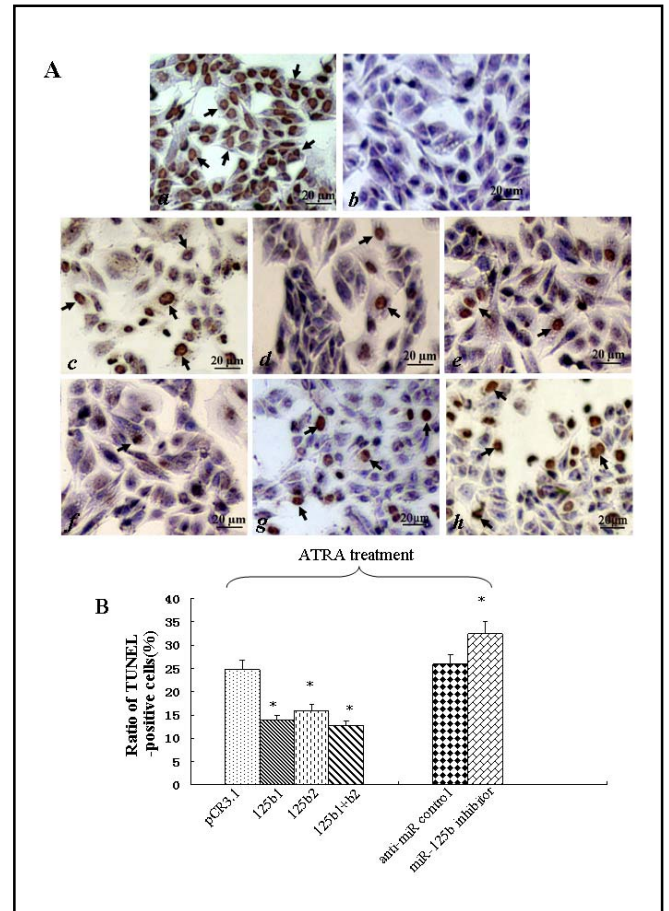 A
a
20 μm
b
20 μm
c
20 μm
d
20 μm
e
20 μm
f
20 μm
g
20μm
h
20μm
ATRA treatment
B
Ratio of TUNEL
-positive cells(%)
40
35
30
25
20
15
10
5
0
*
*
*
*
pCR3.1
125b1
125b2
125b1+b2
anti-miR control
miR-125b inhibitor